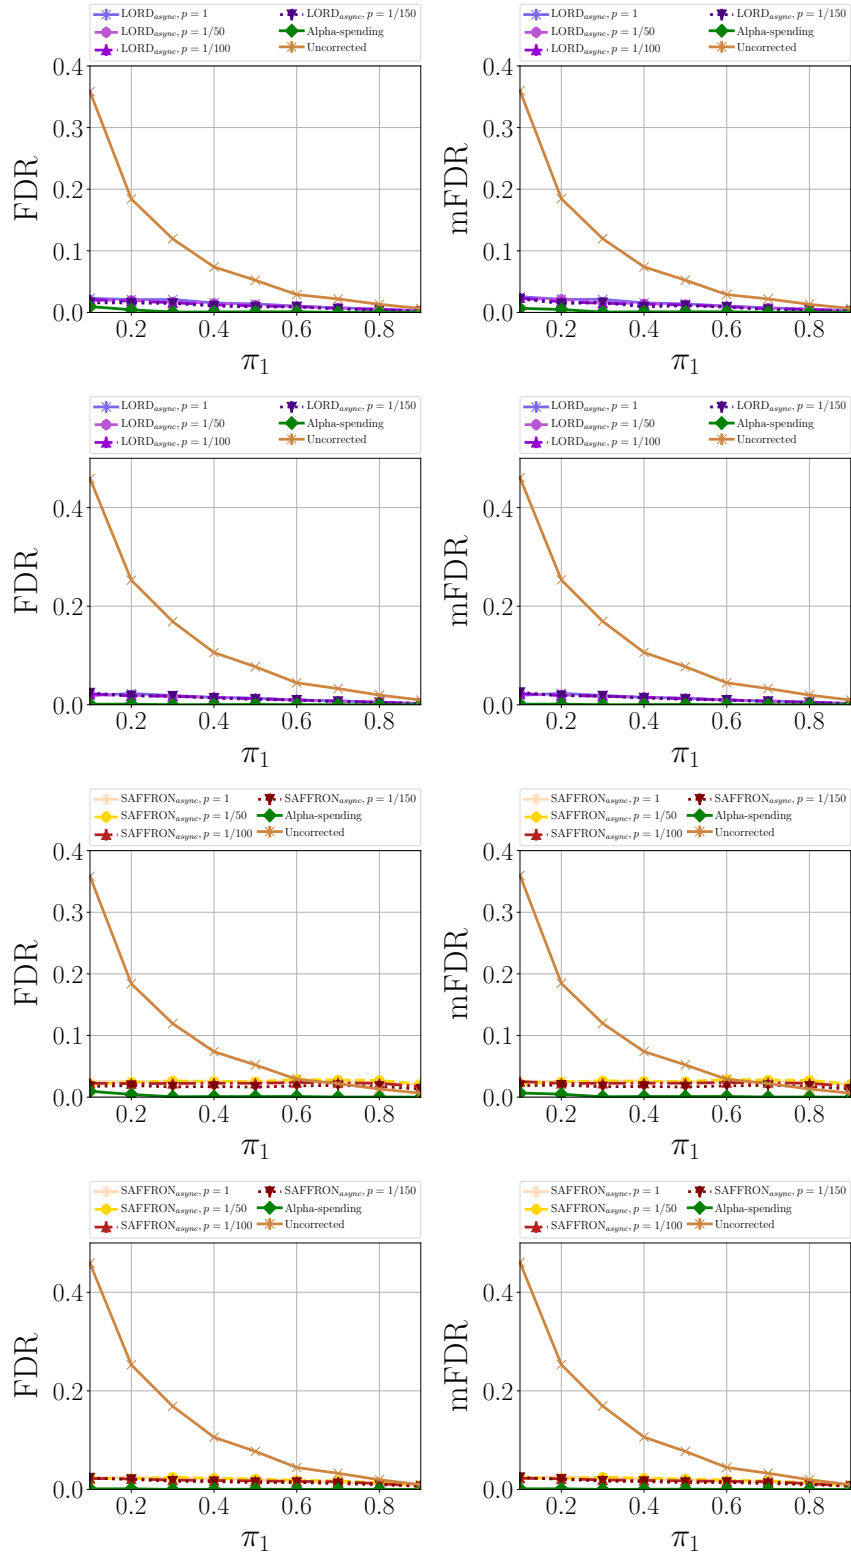 LORD_async, p = 1
LORD_async, p = 1/50
LORD_async, p = 1/100
LORD_async, p = 1/150
Alpha-spending
Uncorrected
FDR
0.4
0.3
0.2
0.1
0.0
0.2 0.4 0.6 0.8
π₁
LORD_async, p = 1
LORD_async, p = 1/50
LORD_async, p = 1/100
LORD_async, p = 1/150
Alpha-spending
Uncorrected
mFDR
0.4
0.3
0.2
0.1
0.0
0.2 0.4 0.6 0.8
π₁
LORD_async, p = 1
LORD_async, p = 1/50
LORD_async, p = 1/100
LORD_async, p = 1/150
Alpha-spending
Uncorrected
FDR
0.4
0.2
0.0
0.2 0.4 0.6 0.8
π₁
LORD_async, p = 1
LORD_async, p = 1/50
LORD_async, p = 1/100
LORD_async, p = 1/150
Alpha-spending
Uncorrected
mFDR
0.4
0.2
0.0
0.2 0.4 0.6 0.8
π₁
SAFFRON_async, p = 1
SAFFRON_async, p = 1/50
SAFFRON_async, p = 1/100
SAFFRON_async, p = 1/150
Alpha-spending
Uncorrected
FDR
0.4
0.3
0.2
0.1
0.0
0.2 0.4 0.6 0.8
π₁
SAFFRON_async, p = 1
SAFFRON_async, p = 1/50
SAFFRON_async, p = 1/100
SAFFRON_async, p = 1/150
Alpha-spending
Uncorrected
mFDR
0.4
0.3
0.2
0.1
0.0
0.2 0.4 0.6 0.8
π₁
SAFFRON_async, p = 1
SAFFRON_async, p = 1/50
SAFFRON_async, p = 1/100
SAFFRON_async, p = 1/150
Alpha-spending
Uncorrected
FDR
0.4
0.2
0.0
0.2 0.4 0.6 0.8
π₁
SAFFRON_async, p = 1
SAFFRON_async, p = 1/50
SAFFRON_async, p = 1/100
SAFFRON_async, p = 1/150
Alpha-spending
Uncorrected
mFDR
0.4
0.2
0.0
0.2 0.4 0.6 0.8
π₁